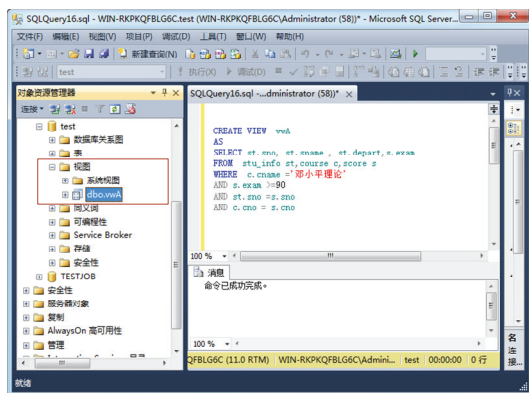 SQLQuery16.sql - WIN-RKPKQFBLG6C.test (WIN-RKPKQFBLG6C\Administrator (58))* - Microsoft SQL Server...
文件(F) 编辑(E) 视图(V) 项目(P) 调试(D) 工具(T) 窗口(W) 帮助(H)
新建查询(N)
test
执行(X) 调试(D)
对象资源管理器
连接
test
数据库关系图
表
视图
系统视图
dbo.vwA
同义词
可编程性
Service Broker
存储
安全性
TESTJOB
安全性
服务器对象
复制
AlwaysOn 高可用性
管理
SQLQuery16.sql -...dministrator (58))*
CREATE VIEW vwA
AS
SELECT st.sno, st.sname , st.depart,s.exam
FROM stu_info st,course c,score s
WHERE c.cname ='邓小平理论'
AND s.exam >=90
AND st.sno =s.sno
AND c.cno = s.cno
100 %
消息
命令已成功完成。
100 %
QFBLG6C (11.0 RTM) WIN-RKPKQFBLG6C\Admini... test 00:00:00 0 行
名
连
接...
就绪